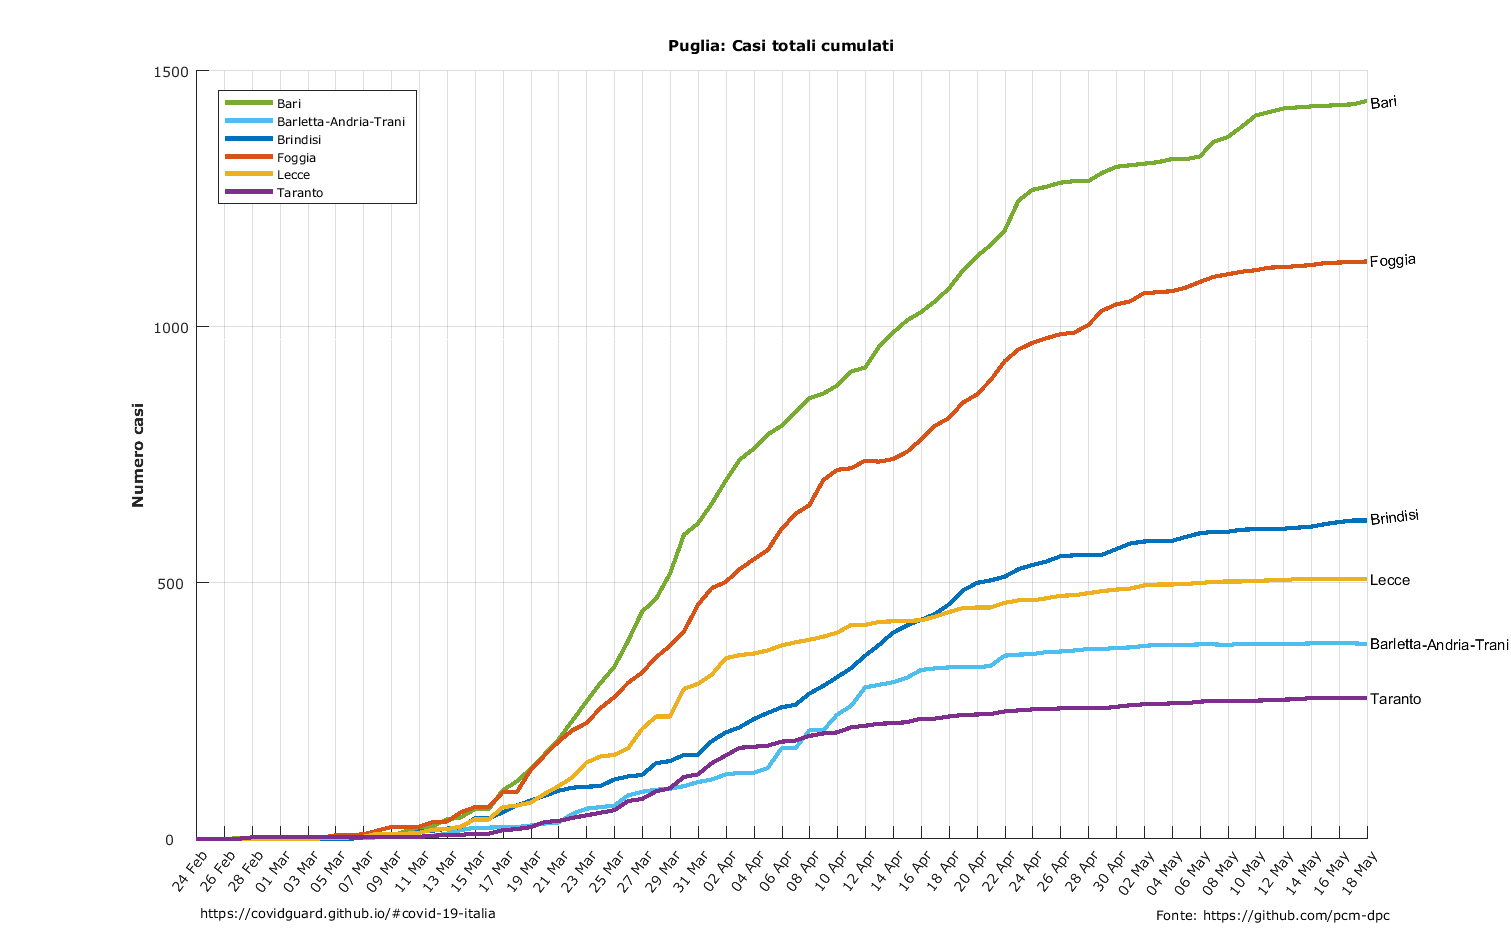 Puglia: Casi totali cumulati
Numero casi
1500
1000
500
0
Bari
Barletta-Andria-Trani
Brindisi
Foggia
Lecce
Taranto
Bari
Foggia
Brindisi
Lecce
Barletta-Andria-Trani
Taranto
24 Feb
26 Feb
28 Feb
01 Mar
03 Mar
05 Mar
07 Mar
09 Mar
11 Mar
13 Mar
15 Mar
17 Mar
19 Mar
21 Mar
23 Mar
25 Mar
27 Mar
29 Mar
31 Mar
02 Apr
04 Apr
06 Apr
08 Apr
10 Apr
12 Apr
14 Apr
16 Apr
18 Apr
20 Apr
22 Apr
24 Apr
26 Apr
28 Apr
30 Apr
02 May
04 May
06 May
08 May
10 May
12 May
14 May
16 May
18 May
https://covidguard.github.io/#covid-19-italia
Fonte: https://github.com/pcm-dpc